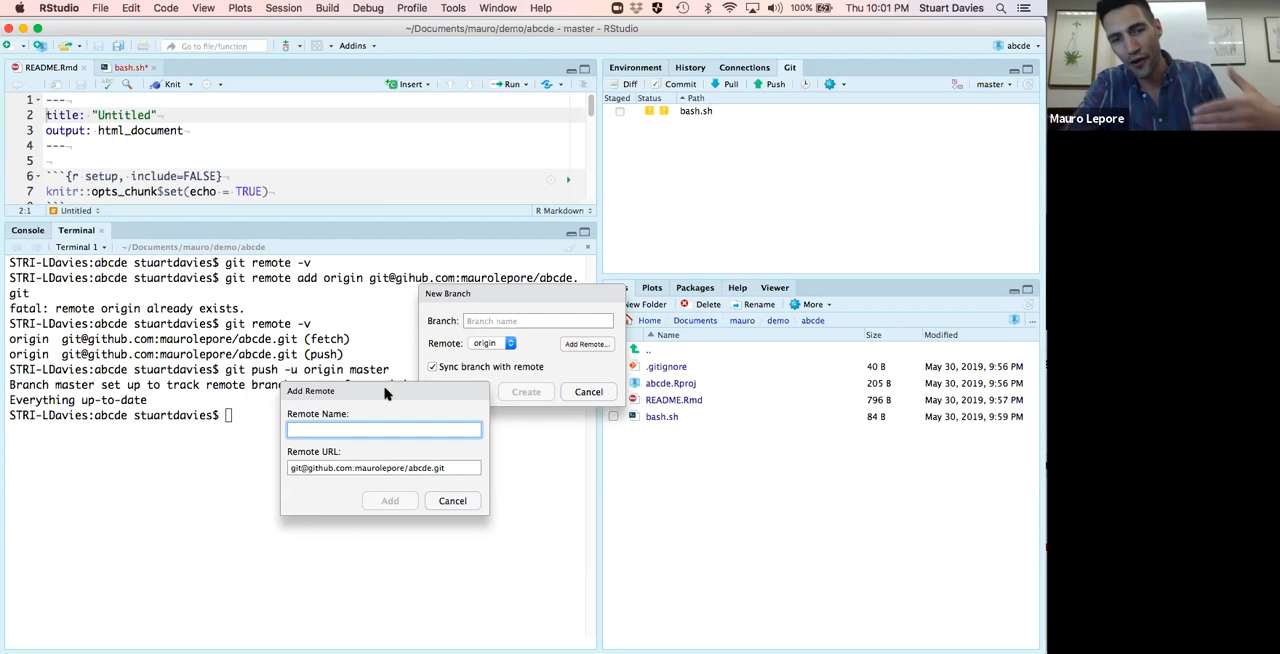 RStudio File Edit Code View Plots Session Build Debug Profile Tools Window Help 100% Thu 10:01 PM Stuart Davies
~/Documents/mauro/demo/abcde - master - RStudio
Go to file/function Addins abcde
README.Rmd bash.sh*
Knit Insert Run
1 ---
2 title: "Untitled"
3 output: html_document
4 ---
5
6 ```{r setup, include=FALSE}
7 knitr::opts_chunk$set(echo = TRUE)
2:1 Untitled R Markdown
Environment History Connections Git
Diff Commit Pull Push master
Staged Status Path
bash.sh
Mauro Lepore
Console Terminal
Terminal 1 ~/Documents/mauro/demo/abcde
STRI-LDavies:abcde stuartdavies$ git remote -v
STRI-LDavies:abcde stuartdavies$ git remote add origin git@gihub.com:maurolepore/abcde.
git
fatal: remote origin already exists.
STRI-LDavies:abcde stuartdavies$ git remote -v
origin git@github.com:maurolepore/abcde.git (fetch)
origin git@github.com:maurolepore/abcde.git (push)
STRI-LDavies:abcde stuartdavies$ git push -u origin master
Branch master set up to track remote
Everything up-to-date
STRI-LDavies:abcde stuartdavies$
New Branch
Branch: Branch name
Remote: origin Add Remote...
Sync branch with remote
Create Cancel
Add Remote
Remote Name:
Remote URL:
git@github.com:maurolepore/abcde.git
Add Cancel
Plots Packages Help Viewer
New Folder Delete Rename More
Home Documents mauro demo abcde ...
Name Size Modified
..
.gitignore 40 B May 30, 2019, 9:56 PM
abcde.Rproj 205 B May 30, 2019, 9:56 PM
README.Rmd 796 B May 30, 2019, 9:57 PM
bash.sh 84 B May 30, 2019, 9:56 PM